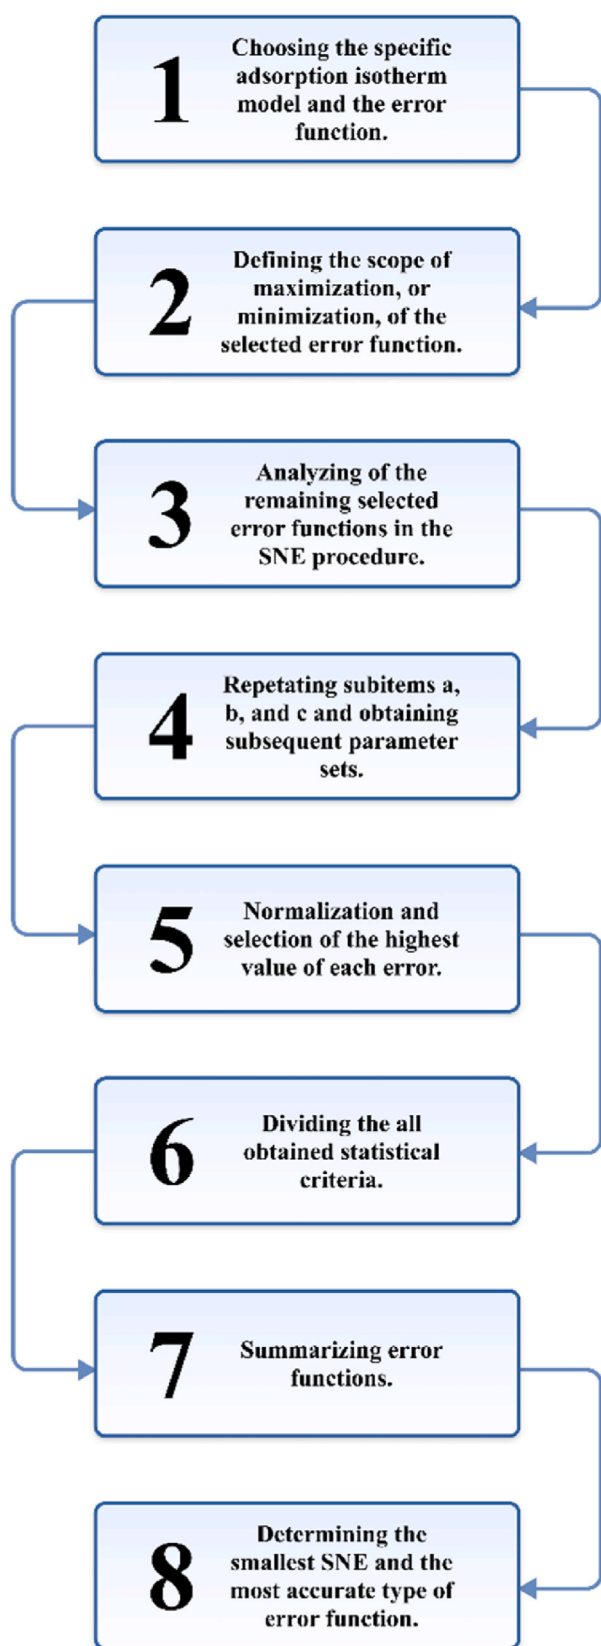 1
Choosing the specific
adsorption isotherm
model and the error
function.
2
Defining the scope of
maximization, or
minimization, of the
selected error function.
3
Analyzing of the
remaining selected
error functions in the
SNE procedure.
4
Repetating subitems a,
b, and c and obtaining
subsequent parameter
sets.
5
Normalization and
selection of the highest
value of each error.
6
Dividing the all
obtained statistical
criteria.
7
Summarizing error
functions.
8
Determining the
smallest SNE and the
most accurate type of
error function.